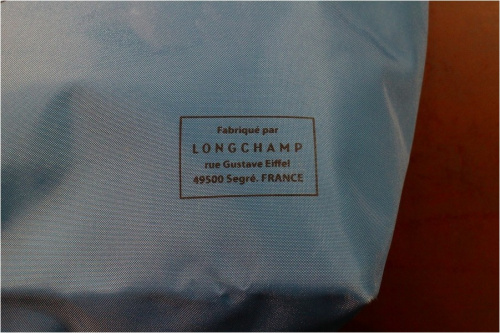 Fabriqué par
LONGCHAMP
rue Gustave Eiffel
49500 Segré. FRANCE